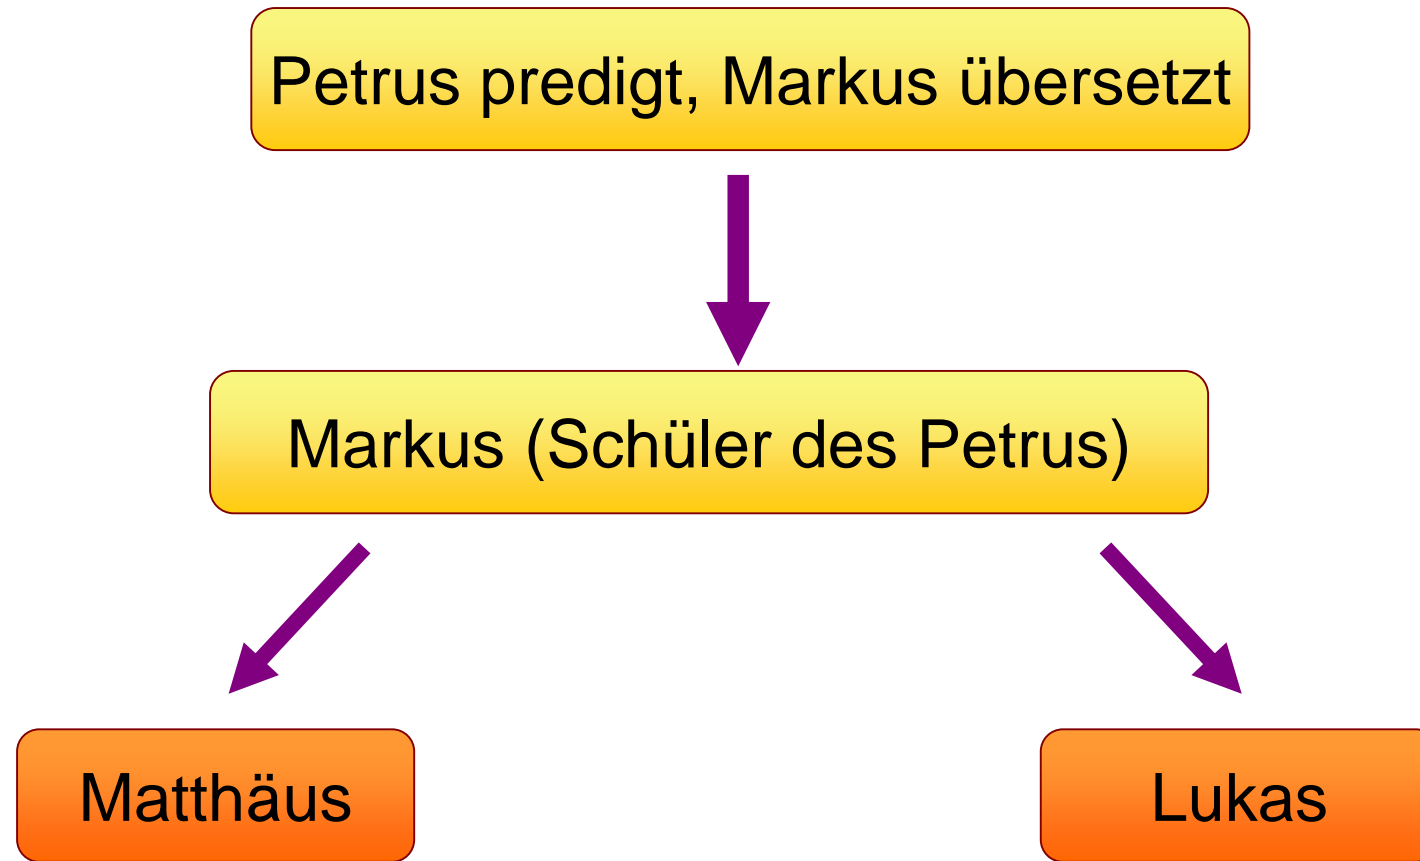 Petrus predigt, Markus übersetzt
Markus (Schüler des Petrus)
Matthäus
Lukas